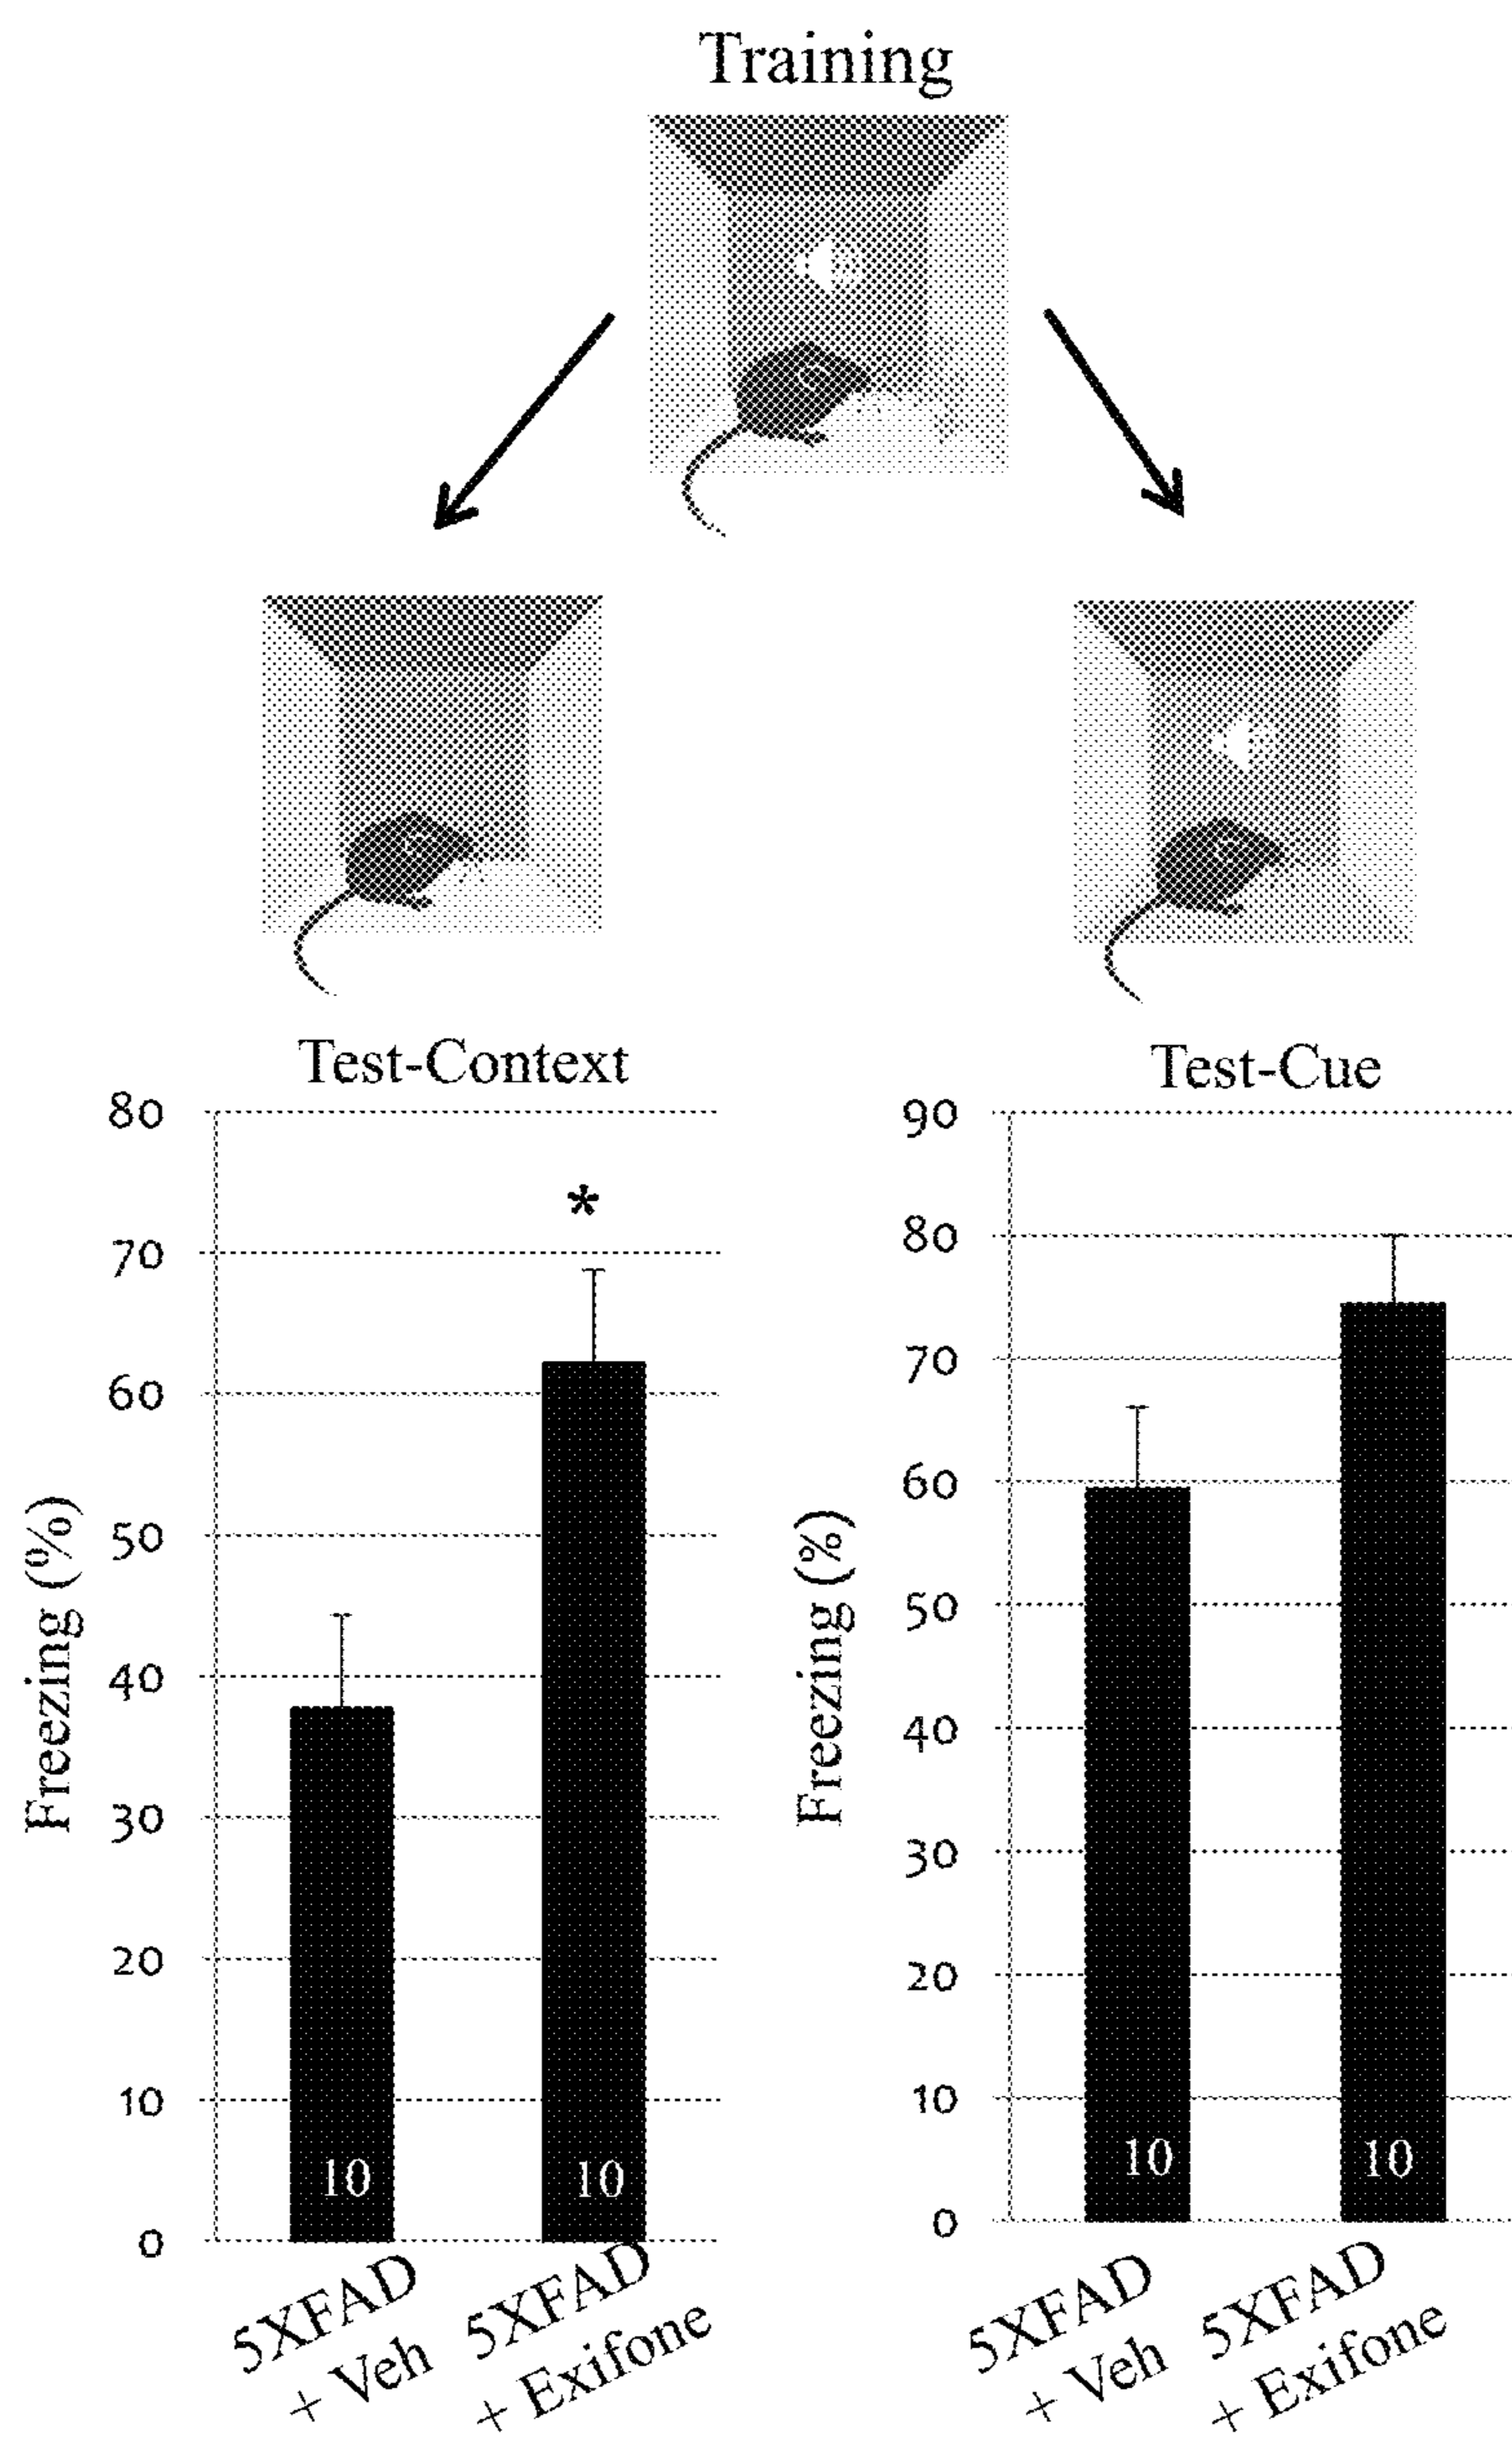 Training
Test-Context
80
70
60
50
40
30
20
10
0
Freezing (%)
*
10
10
5XFAD
+ Veh
5XFAD
+ Exifone
Test-Cue
90
80
70
60
50
40
30
20
10
0
Freezing (%)
10
10
5XFAD
+ Veh
5XFAD
+ Exifone